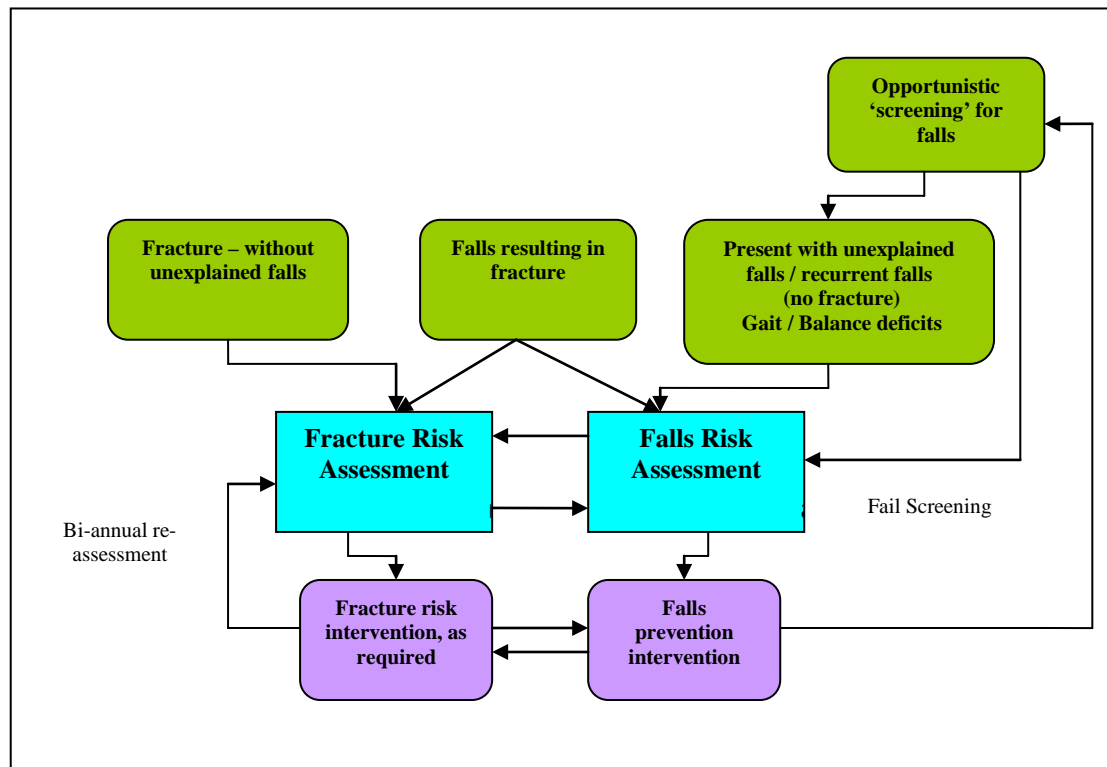 Opportunistic
‘screening’ for
falls
Fracture – without
unexplained falls
Falls resulting in
fracture
Present with unexplained
falls / recurrent falls
(no fracture)
Gait / Balance deficits
Fracture Risk
Assessment
Falls Risk
Assessment
Bi-annual re-
assessment
Fail Screening
Fracture risk
intervention, as
required
Falls
prevention
intervention